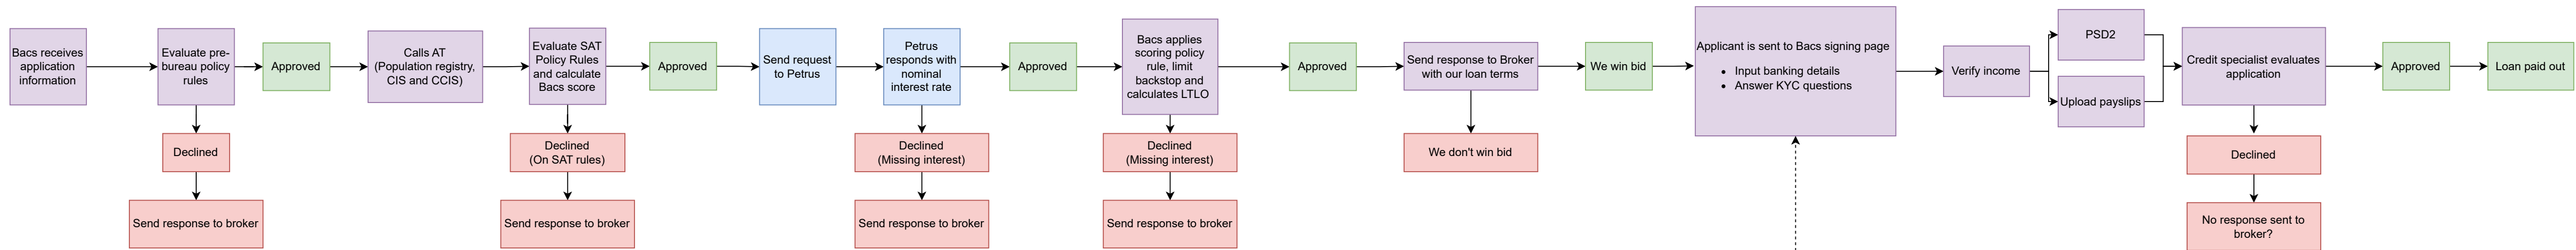 Bacs receives
application
information
Evaluate pre-
bureau policy
rules
Approved
Calls AT
(Population registry,
CIS and CCIS)
Evaluate SAT
Policy Rules
and calculate
Bacs score
Approved
Send request
to Petrus
Petrus
responds with
nominal
interest rate
Approved
Bacs applies
scoring policy
rule, limit
backstop and
calculates LTLO
Approved
Send response to Broker
with our loan terms
We win bid
Applicant is sent to Bacs signing page
• Input banking details
• Answer KYC questions
Verify income
PSD2
Upload payslips
Credit specialist evaluates
application
Approved
Loan paid out
Declined
Declined
(On SAT rules)
Declined
(Missing interest)
Declined
(Missing interest)
We don't win bid
Declined
Send response to broker
Send response to broker
Send response to broker
Send response to broker
No response sent to
broker?